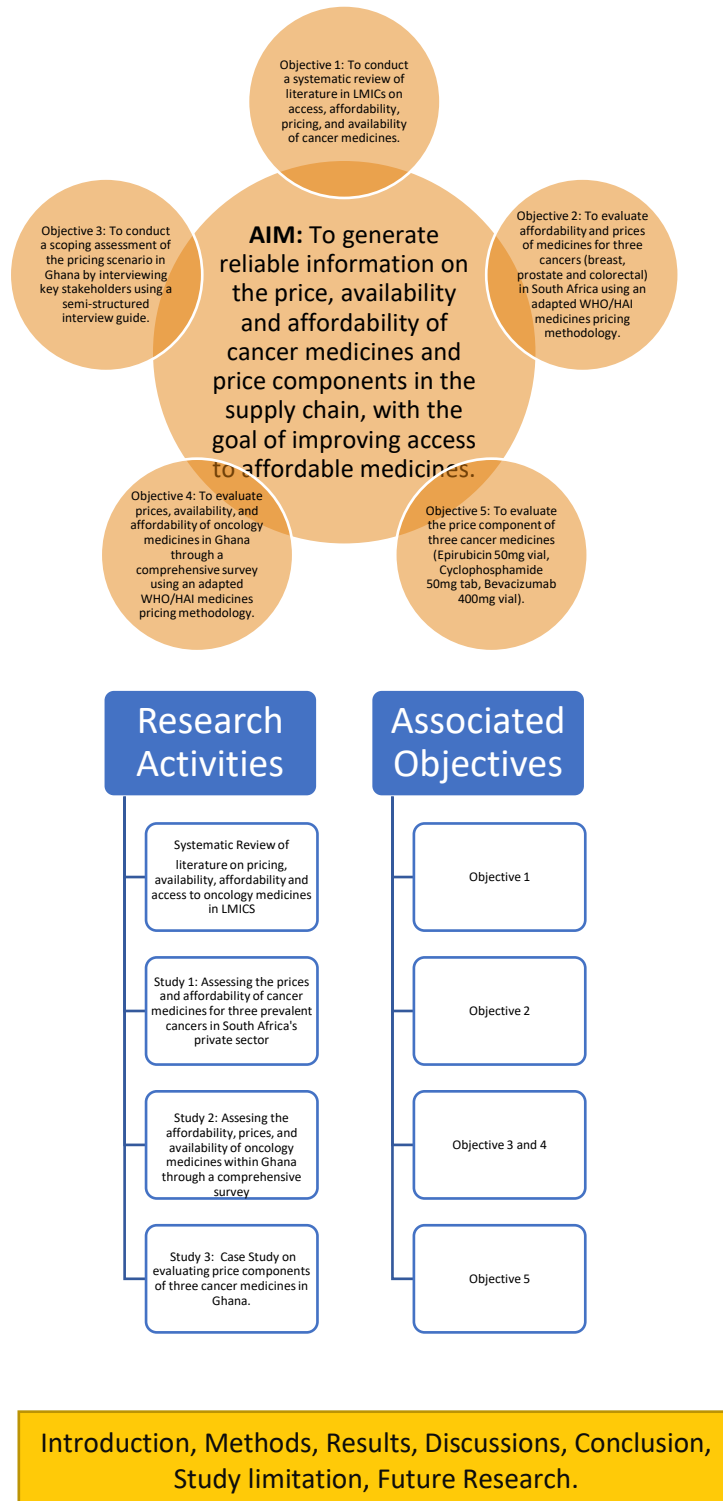 Objective 1: To conduct
a systematic review of
literature in LMICs on
access, affordability,
pricing, and availability
of cancer medicines.
Objective 3: To conduct
a scoping assessment of
the pricing scenario in
Ghana by interviewing
key stakeholders using a
semi-structured
interview guide.
AIM: To generate
reliable information on
the price, availability
and affordability of
cancer medicines and
price components in the
supply chain, with the
goal of improving access
to affordable medicines.
Objective 2: To evaluate
affordability and prices
of medicines for three
cancers (breast,
prostate and colorectal)
in South Africa using an
adapted WHO/HAI
medicines pricing
methodology.
Objective 4: To evaluate
prices, availability, and
affordability of oncology
medicines in Ghana
through a
comprehensive survey
using an adapted
WHO/HAI medicines
pricing methodology.
Objective 5: To evaluate
the price component of
three cancer medicines
(Epirubicin 50mg vial,
Cyclophosphamide
50mg tab, Bevacizumab
400mg vial).
Research
Activities
Systematic Review of
literature on pricing,
availability, affordability and
access to oncology medicines
in LMICS
Study 1: Assessing the prices
and affordability of cancer
medicines for three prevalent
cancers in South Africa's
private sector
Study 2: Assesing the
affordability, prices, and
availability of oncology
medicines within Ghana
through a comprehensive
survey
Study 3: Case Study on
evaluating price components
of three cancer medicines in
Ghana.
Associated
Objectives
Objective 1
Objective 2
Objective 3 and 4
Objective 5
Introduction, Methods, Results, Discussions, Conclusion,
Study limitation, Future Research.